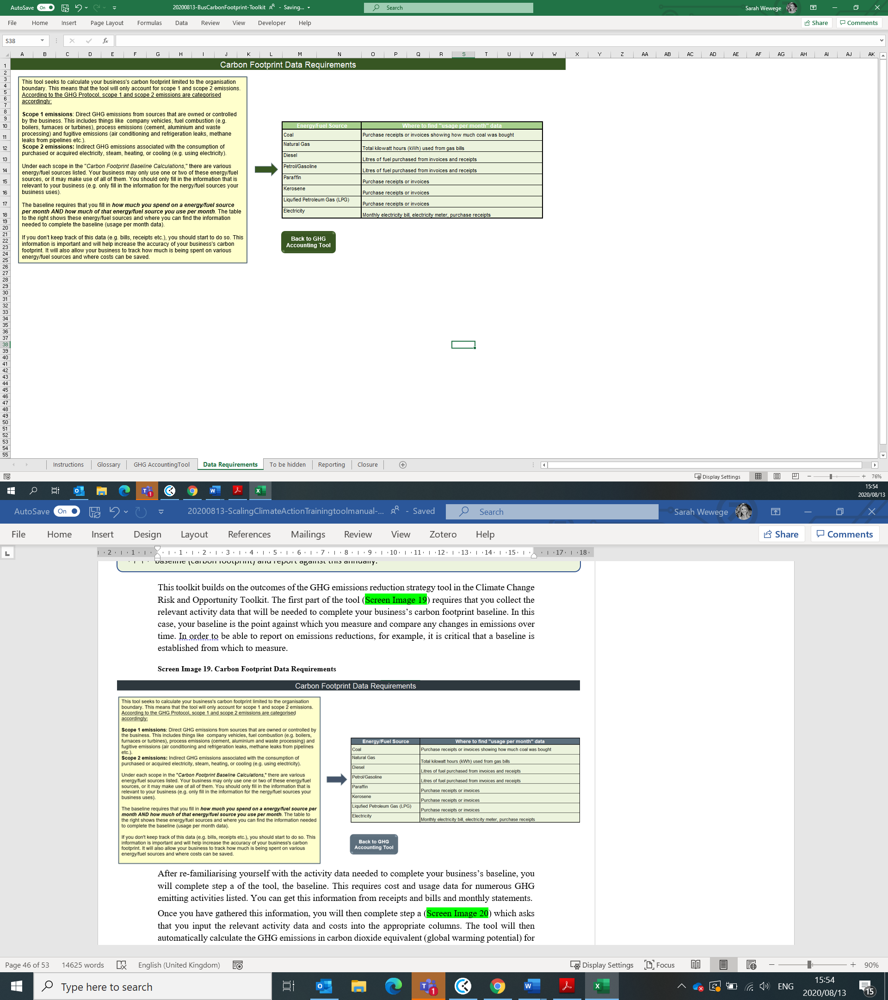 AutoSave On 20200813-BusCarbonFootprint-Toolkit - Saving... Search Sarah Wewege
File Home Insert Page Layout Formulas Data Review View Developer Help Share Comments
S38 fx
A B C D E F G H I J K L M N O P Q R S T U V W X Y Z AA AB AC AD AE AF AG AH AI AJ AK
1
2
3
4
5
6
7
8
9
10
11
12
13
14
15
16
17
18
19
20
21
22
23
24
25
26
27
28
29
30
31
32
33
34
35
36
37
38
39
40
41
42
43
44
45
46
47
48
49
50
51
52
53
54
55
Carbon Footprint Data Requirements
This tool seeks to calculate your business's carbon footprint limited to the organisation
boundary. This means that the tool will only account for scope 1 and scope 2 emissions.
According to the GHG Protocol, scope 1 and scope 2 emissions are categorised
accordingly:
Scope 1 emissions: Direct GHG emissions from sources that are owned or controlled
by the business. This includes things like company vehicles, fuel combustion (e.g.
boilers, furnaces or turbines), process emissions (cement, aluminium and waste
processing) and fugitive emissions (air conditioning and refrigeration leaks, methane
leaks from pipelines etc.).
Scope 2 emissions: Indirect GHG emissions associated with the consumption of
purchased or acquired electricity, steam, heating, or cooling (e.g. using electricity).
Under each scope in the "Carbon Footprint Baseline Calculations," there are various
energy/fuel sources listed. Your business may only use one or two of these energy/fuel
sources, or it may make use of all of them. You should only fill in the information that is
relevant to your business (e.g. only fill in the information for the nergy/fuel sources your
business uses).
The baseline requires that you fill in how much you spend on a energy/fuel source
per month AND how much of that energy/fuel source you use per month. The table
to the right shows these energy/fuel sources and where you can find the information
needed to complete the baseline (usage per month data).
If you don't keep track of this data (e.g. bills, receipts etc.), you should start to do so. This
information is important and will help increase the accuracy of your business's carbon
footprint. It will also allow your business to track how much is being spent on various
energy/fuel sources and where costs can be saved.
Energy/Fuel Source Where to find "usage per month" data
Coal Purchase receipts or invoices showing how much coal was bought
Natural Gas Total kilowatt hours (kWh) used from gas bills
Diesel Litres of fuel purchased from invoices and receipts
Petrol/Gasoline Litres of fuel purchased from invoices and receipts
Paraffin Purchase receipts or invoices
Kerosene Purchase receipts or invoices
Liqufied Petroleum Gas (LPG) Purchase receipts or invoices
Electricity Monthly electricity bill, electricity meter, purchase receipts
Back to GHG
Accounting Tool
Instructions Glossary GHG AccountingTool Data Requirements To be hidden Reporting Closure
Display Settings 76%
15:54
2020/08/13
AutoSave On 20200813-ScalingClimateActionTrainingtoolmanual-... - Saved Search Sarah Wewege
File Home Insert Design Layout References Mailings Review View Zotero Help Share Comments
2 1 1 2 3 4 5 6 7 8 9 10 11 12 13 14 15 17 18
baseline (carbon footprint) and report against this annually.
This toolkit builds on the outcomes of the GHG emissions reduction strategy tool in the Climate Change
Risk and Opportunity Toolkit. The first part of the tool (Screen Image 19) requires that you collect the
relevant activity data that will be needed to complete your business’s carbon footprint baseline. In this
case, your baseline is the point against which you measure and compare any changes in emissions over
time. In order to be able to report on emissions reductions, for example, it is critical that a baseline is
established from which to measure.
Screen Image 19. Carbon Footprint Data Requirements
Carbon Footprint Data Requirements
This tool seeks to calculate your business's carbon footprint limited to the organisation
boundary. This means that the tool will only account for scope 1 and scope 2 emissions.
According to the GHG Protocol, scope 1 and scope 2 emissions are categorised
accordingly:
Scope 1 emissions: Direct GHG emissions from sources that are owned or controlled by
the business. This includes things like company vehicles, fuel combustion (e.g. boilers,
furnaces or turbines), process emissions (cement, aluminium and waste processing) and
fugitive emissions (air conditioning and refrigeration leaks, methane leaks from pipelines
etc.).
Scope 2 emissions: Indirect GHG emissions associated with the consumption of
purchased or acquired electricity, steam, heating, or cooling (e.g. using electricity).
Under each scope in the "Carbon Footprint Baseline Calculations," there are various
energy/fuel sources listed. Your business may only use one or two of these energy/fuel
sources, or it may make use of all of them. You should only fill in the information that is
relevant to your business (e.g. only fill in the information for the nergy/fuel sources your
business uses).
The baseline requires that you fill in how much you spend on a energy/fuel source per
month AND how much of that energy/fuel source you use per month. The table to
the right shows these energy/fuel sources and where you can find the information needed
to complete the baseline (usage per month data).
If you don't keep track of this data (e.g. bills, receipts etc.), you should start to do so. This
information is important and will help increase the accuracy of your business's carbon
footprint. It will also allow your business to track how much is being spent on various
energy/fuel sources and where costs can be saved.
Energy/Fuel Source Where to find "usage per month" data
Coal Purchase receipts or invoices showing how much coal was bought
Natural Gas Total kilowatt hours (kWh) used from gas bills
Diesel Litres of fuel purchased from invoices and receipts
Petrol/Gasoline Litres of fuel purchased from invoices and receipts
Paraffin Purchase receipts or invoices
Kerosene Purchase receipts or invoices
Liqufied Petroleum Gas (LPG) Purchase receipts or invoices
Electricity Monthly electricity bill, electricity meter, purchase receipts
Back to GHG
Accounting Tool
After re-familiarising yourself with the activity data needed to complete your business’s baseline, you
will complete step a of the tool, the baseline. This requires cost and usage data for numerous GHG
emitting activities listed. You can get this information from receipts and bills and monthly statements.
Once you have gathered this information, you will then complete step a (Screen Image 20) which asks
that you input the relevant activity data and costs into the appropriate columns. The tool will then
automatically calculate the GHG emissions in carbon dioxide equivalent (global warming potential) for
Page 46 of 53 14625 words English (United Kingdom) Display Settings Focus 90%
Type here to search ENG 15:54
2020/08/13 15